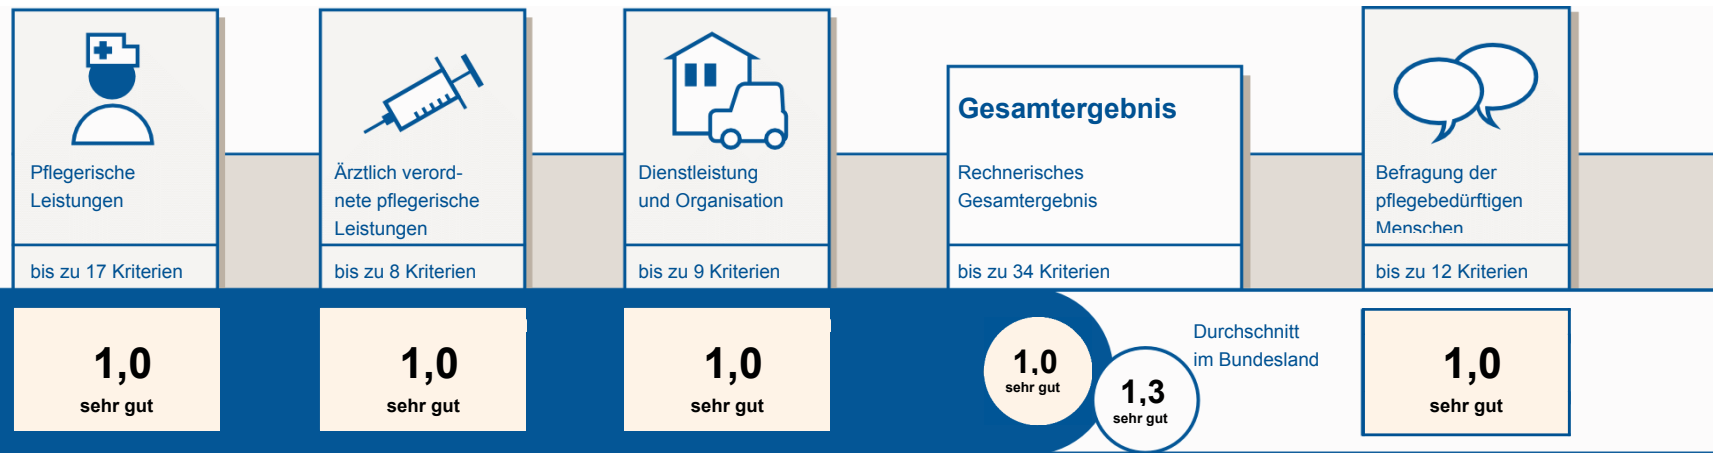 Pflegerische
Leistungen
bis zu 17 Kriterien
1,0
sehr gut
Ärztlich verord-
nete pflegerische
Leistungen
bis zu 8 Kriterien
1,0
sehr gut
Dienstleistung
und Organisation
bis zu 9 Kriterien
1,0
sehr gut
Gesamtergebnis
Rechnerisches
Gesamtergebnis
bis zu 34 Kriterien
1,0
sehr gut
1,3
sehr gut
Durchschnitt
im Bundesland
Befragung der
pflegebedürftigen
Menschen
bis zu 12 Kriterien
1,0
sehr gut